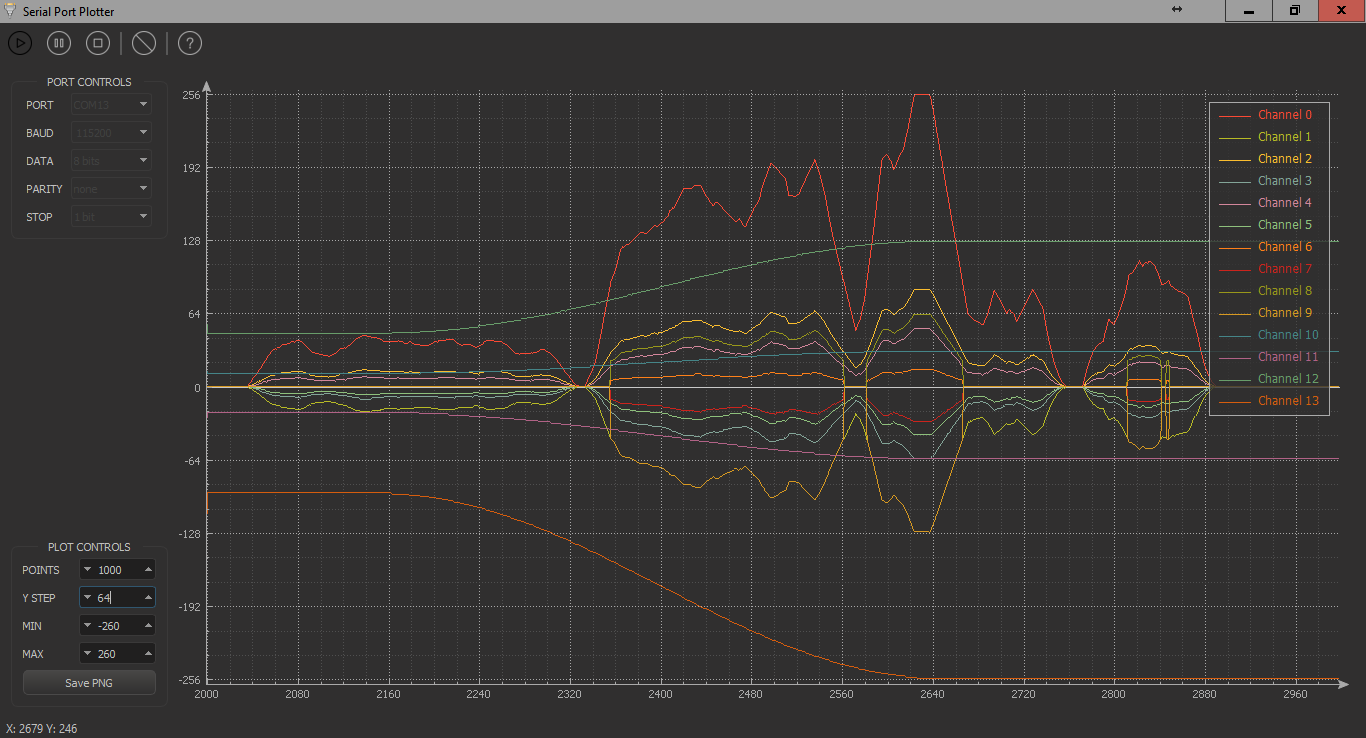 Serial Port Plotter
PORT CONTROLS
PORT COM13
BAUD 115200
DATA 8 bits
PARITY none
STOP 1 bit
PLOT CONTROLS
POINTS 1000
Y STEP 64
MIN -260
MAX 260
Save PNG
X: 2679 Y: 246
256
192
128
64
0
-64
-128
-192
-256
2000 2080 2160 2240 2320 2400 2480 2560 2640 2720 2800 2880 2960
Channel 0
Channel 1
Channel 2
Channel 3
Channel 4
Channel 5
Channel 6
Channel 7
Channel 8
Channel 9
Channel 10
Channel 11
Channel 12
Channel 13